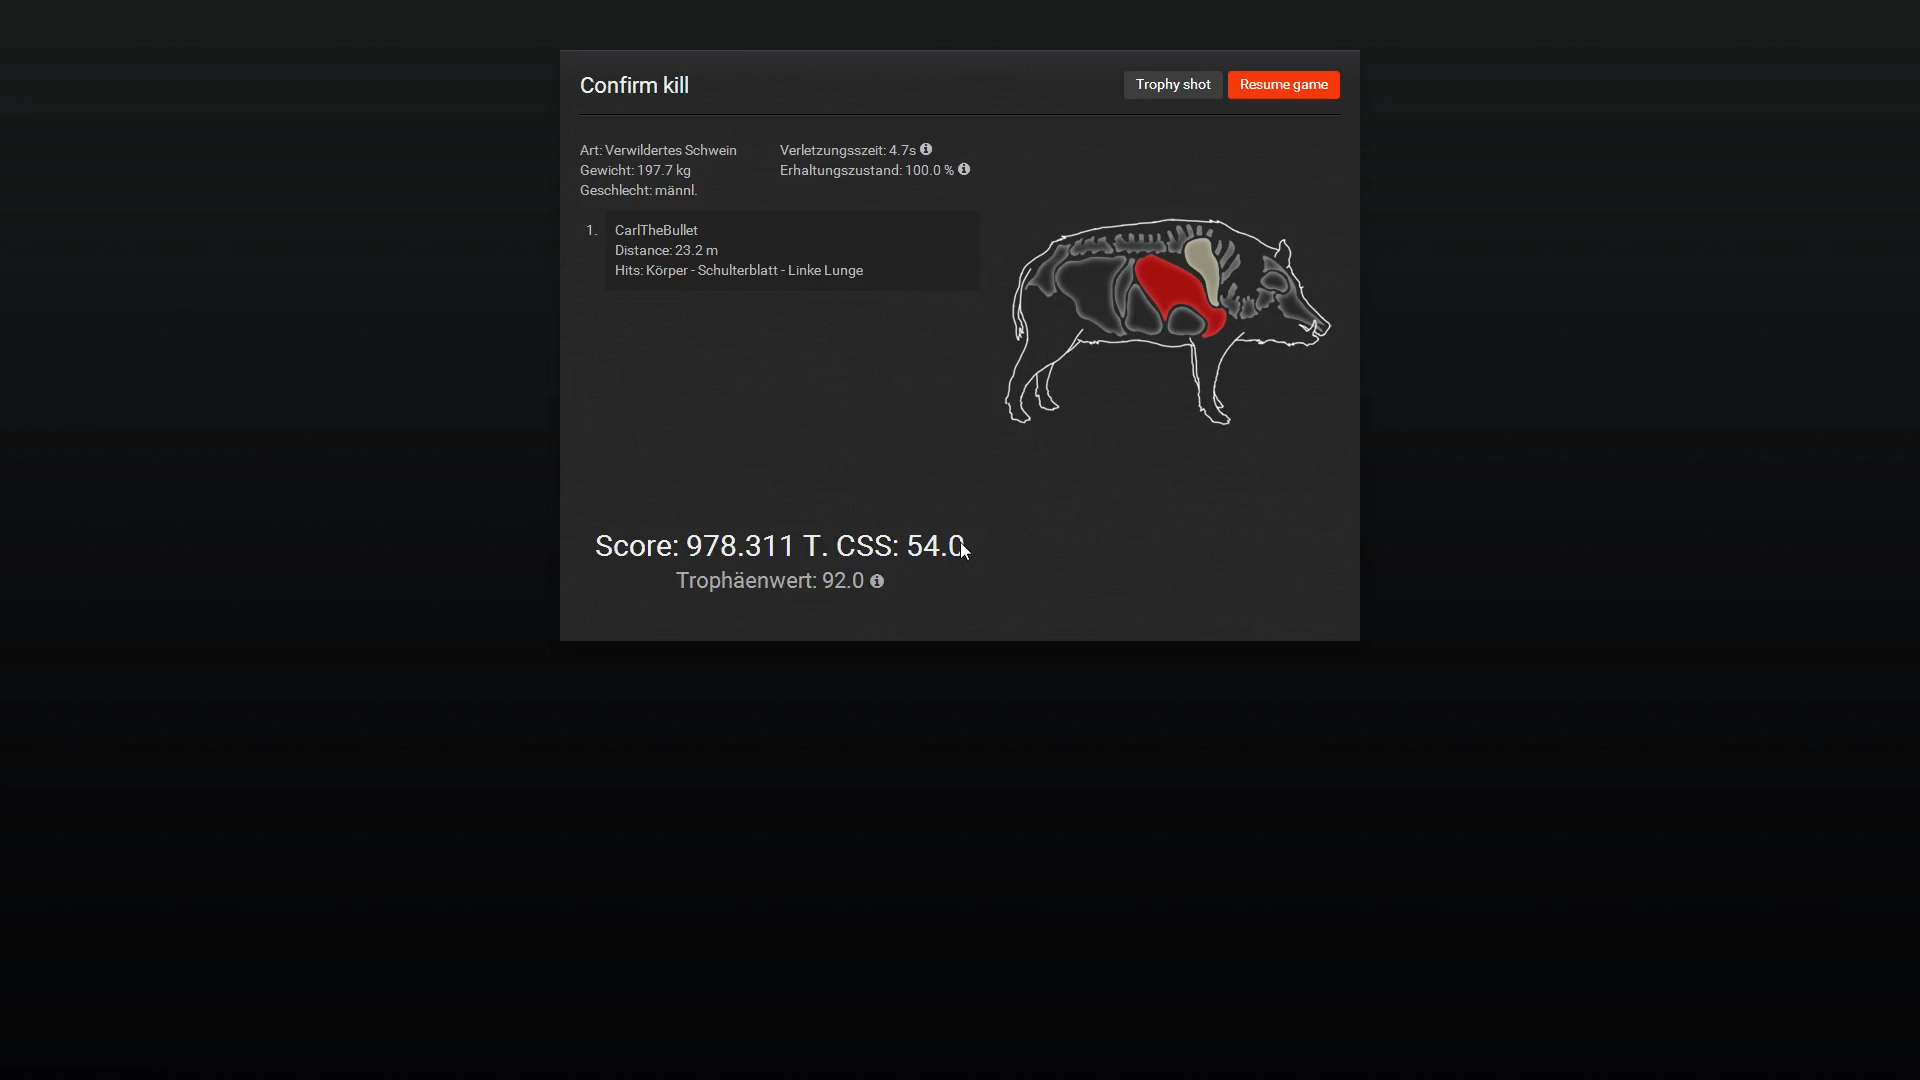 Confirm kill
Trophy shot
Resume game
Art: Verwildertes Schwein
Gewicht: 197.7 kg
Geschlecht: männl.
Verletzungsszeit: 4.7s
Erhaltungszustand: 100.0 %
1.
CarlTheBullet
Distance: 23.2 m
Hits: Körper - Schulterblatt - Linke Lunge
Score: 978.311 T. CSS: 54.0
Trophäenwert: 92.0